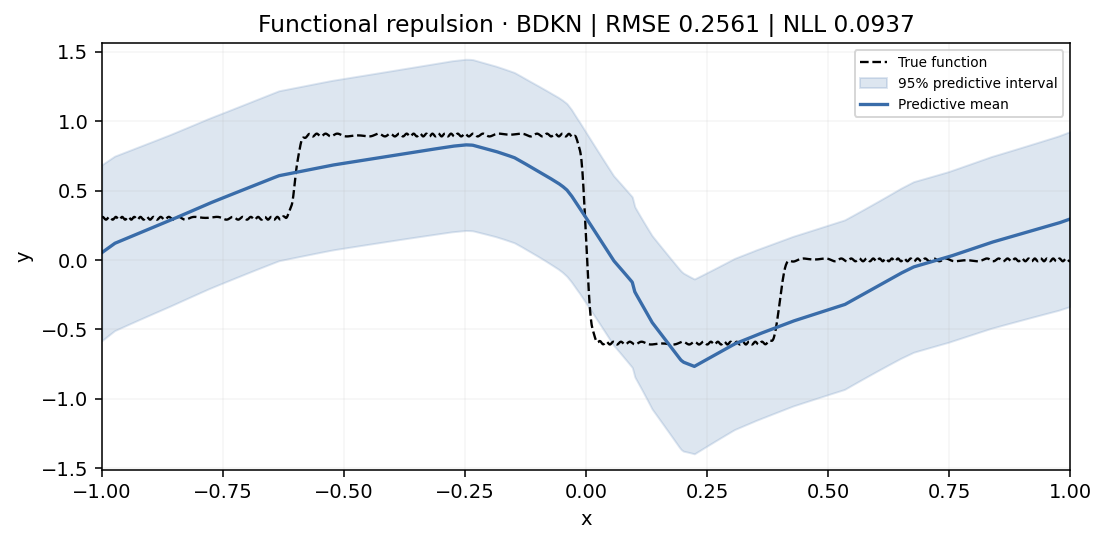 Functional repulsion · BDKN | RMSE 0.2561 | NLL 0.0937
True function
95% predictive interval
Predictive mean
1.5
1.0
0.5
0.0
−0.5
−1.0
−1.5
y
−1.00 −0.75 −0.50 −0.25 0.00 0.25 0.50 0.75 1.00
x